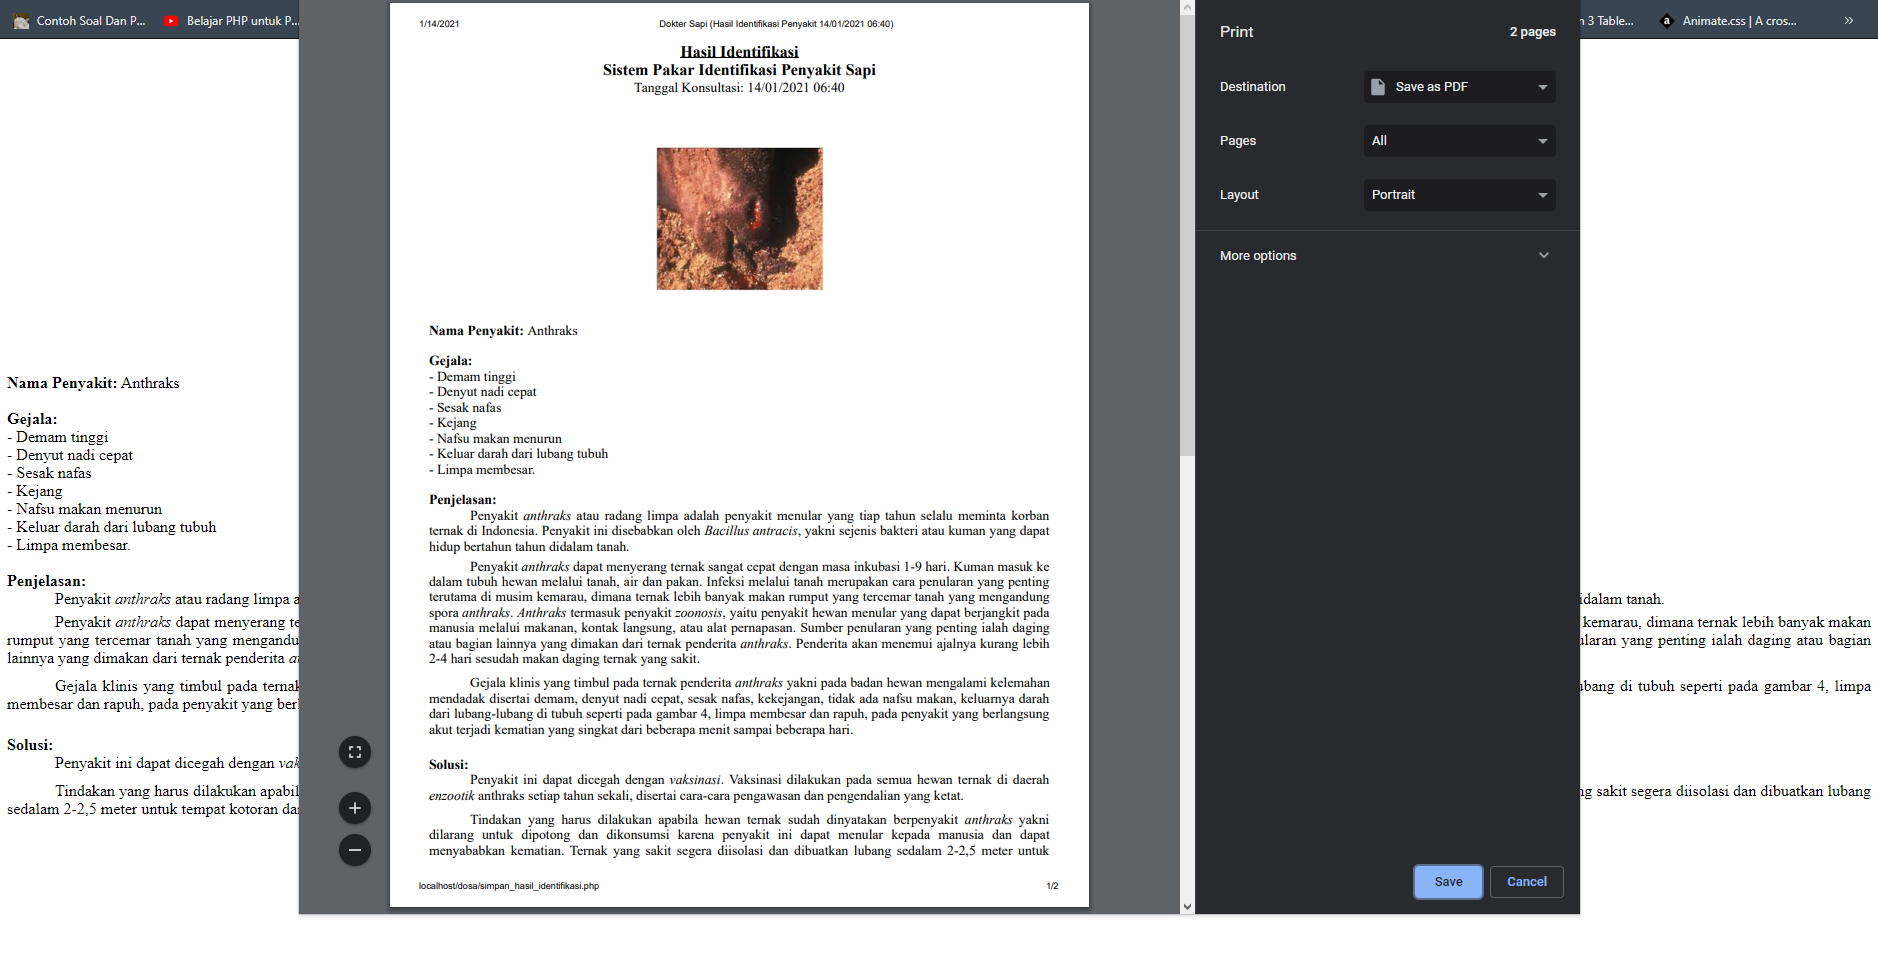 Contoh Soal Dan P...
Belajar PHP untuk P...
n 3 Table...
Animate.css | A cros...
»
1/14/2021
Dokter Sapi (Hasil Identifikasi Penyakit 14/01/2021 06:40)
Hasil Identifikasi
Sistem Pakar Identifikasi Penyakit Sapi
Tanggal Konsultasi: 14/01/2021 06:40
Nama Penyakit: Anthraks
Gejala:
- Demam tinggi
- Denyut nadi cepat
- Sesak nafas
- Kejang
- Nafsu makan menurun
- Keluar darah dari lubang tubuh
- Limpa membesar.
Penjelasan:
Penyakit anthraks atau radang limpa adalah penyakit menular yang tiap tahun selalu meminta korban
ternak di Indonesia. Penyakit ini disebabkan oleh Bacillus antracis, yakni sejenis bakteri atau kuman yang dapat
hidup bertahun tahun didalam tanah.
Penyakit anthraks dapat menyerang ternak sangat cepat dengan masa inkubasi 1-9 hari. Kuman masuk ke
dalam tubuh hewan melalui tanah, air dan pakan. Infeksi melalui tanah merupakan cara penularan yang penting
terutama di musim kemarau, dimana ternak lebih banyak makan rumput yang tercemar tanah yang mengandung
spora anthraks. Anthraks termasuk penyakit zoonosis, yaitu penyakit hewan menular yang dapat berjangkit pada
manusia melalui makanan, kontak langsung, atau alat pernapasan. Sumber penularan yang penting ialah daging
atau bagian lainnya yang dimakan dari ternak penderita anthraks. Penderita akan menemui ajalnya kurang lebih
2-4 hari sesudah makan daging ternak yang sakit.
Gejala klinis yang timbul pada ternak penderita anthraks yakni pada badan hewan mengalami kelemahan
mendadak disertai demam, denyut nadi cepat, sesak nafas, kekejangan, tidak ada nafsu makan, keluarnya darah
dari lubang-lubang di tubuh seperti pada gambar 4, limpa membesar dan rapuh, pada penyakit yang berlangsung
akut terjadi kematian yang singkat dari beberapa menit sampai beberapa hari.
Solusi:
Penyakit ini dapat dicegah dengan vaksinasi. Vaksinasi dilakukan pada semua hewan ternak di daerah
enzootik anthraks setiap tahun sekali, disertai cara-cara pengawasan dan pengendalian yang ketat.
Tindakan yang harus dilakukan apabila hewan ternak sudah dinyatakan berpenyakit anthraks yakni
dilarang untuk dipotong dan dikonsumsi karena penyakit ini dapat menular kepada manusia dan dapat
menyababkan kematian. Ternak yang sakit segera diisolasi dan dibuatkan lubang sedalam 2-2,5 meter untuk
localhost/dosa/simpan_hasil_identifikasi.php
1/2
Print
2 pages
Destination
Save as PDF
Pages
All
Layout
Portrait
More options
Save
Cancel
Nama Penyakit: Anthraks
Gejala:
- Demam tinggi
- Denyut nadi cepat
- Sesak nafas
- Kejang
- Nafsu makan menurun
- Keluar darah dari lubang tubuh
- Limpa membesar.
Penjelasan:
Penyakit anthraks atau radang limpa a
idalam tanah.
Penyakit anthraks dapat menyerang te
kemarau, dimana ternak lebih banyak makan
rumput yang tercemar tanah yang mengandu
ularan yang penting ialah daging atau bagian
lainnya yang dimakan dari ternak penderita a
Gejala klinis yang timbul pada ternak
ubang di tubuh seperti pada gambar 4, limpa
membesar dan rapuh, pada penyakit yang ber
Solusi:
Penyakit ini dapat dicegah dengan vak
Tindakan yang harus dilakukan apabil
ng sakit segera diisolasi dan dibuatkan lubang
sedalam 2-2,5 meter untuk tempat kotoran da